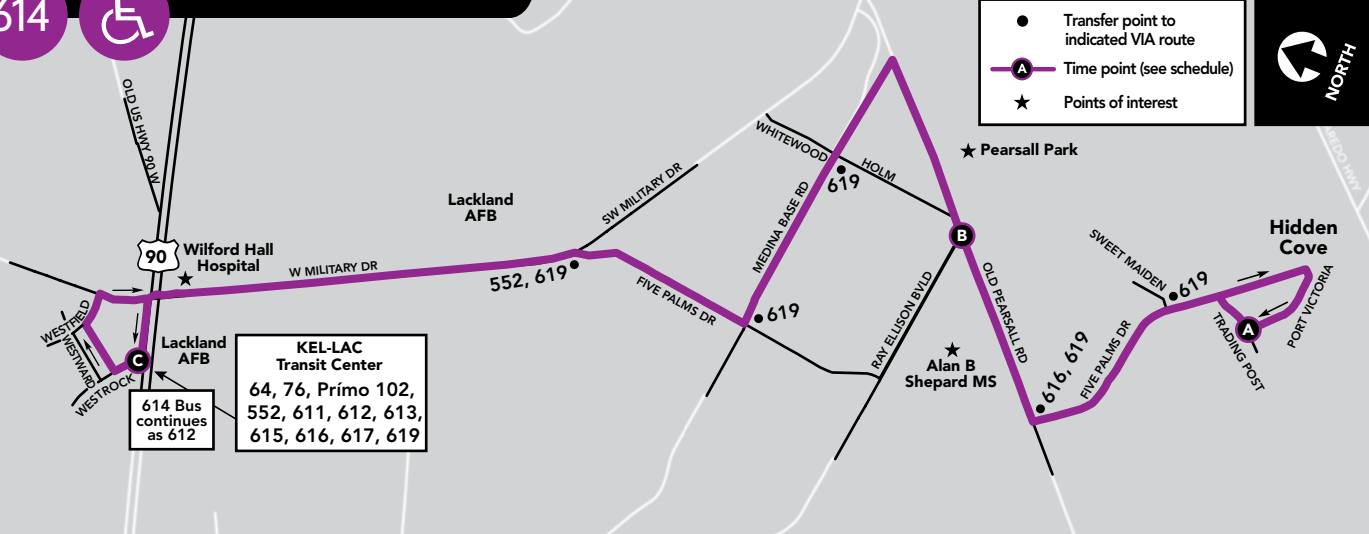 614
Transfer point to
indicated VIA route
A
Time point (see schedule)
Points of interest
NORTH
OLD US HWY 90 W
90
Wilford Hall
Hospital
W MILITARY DR
Lackland
AFB
SW MILITARY DR
552, 619
FIVE PALMS DR
WHITEWOOD
HOLM
619
MEDINA BASE RD
619
Pearsall Park
B
RAY ELLISON BVLD
OLD PEARSALL RD
Alan B
Shepard MS
616, 619
FIVE PALMS DR
SWEET MAIDEN
619
Hidden
Cove
A
TRADING POST
PORT VICTORIA
WESTFIELD
WESTWARD
WESTROCK
C
Lackland
AFB
614 Bus
continues
as 612
KEL-LAC
Transit Center
64, 76, Prímo 102,
552, 611, 612, 613,
615, 616, 617, 619